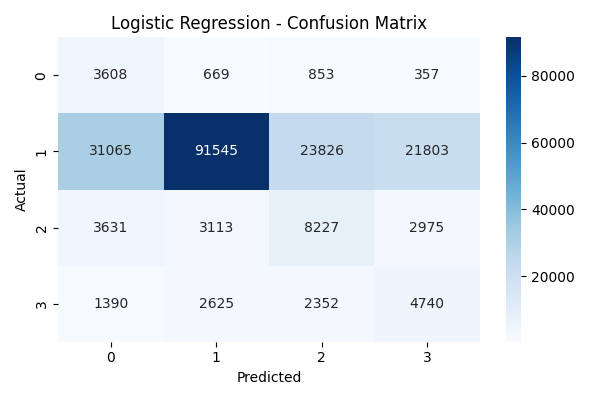 Logistic Regression - Confusion Matrix
Actual
0 3608 669 853 357
1 31065 91545 23826 21803
2 3631 3113 8227 2975
3 1390 2625 2352 4740
0 1 2 3
Predicted
80000
60000
40000
20000